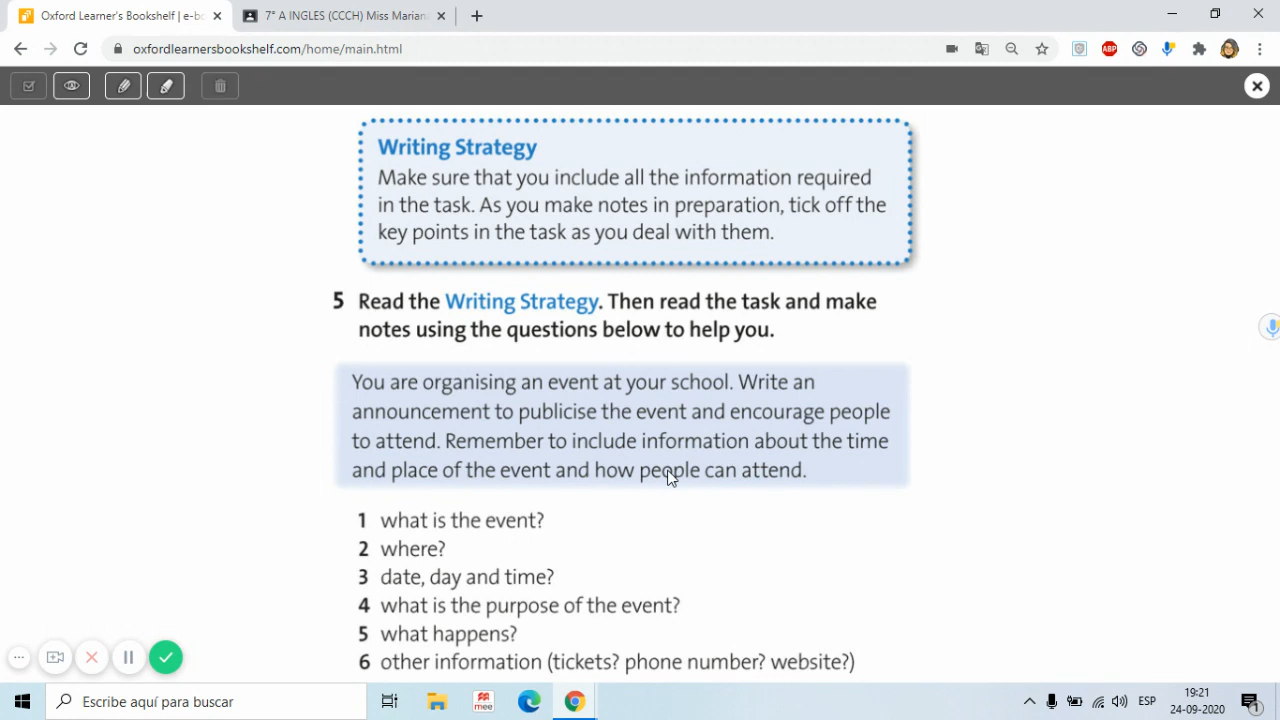 Oxford Learner's Bookshelf | e-bo
7° A INGLES (CCCH) Miss Mariana
oxfordlearnersbookshelf.com/home/main.html
ABP
Writing Strategy
Make sure that you include all the information required
in the task. As you make notes in preparation, tick off the
key points in the task as you deal with them.
5 Read the Writing Strategy. Then read the task and make
notes using the questions below to help you.
You are organising an event at your school. Write an
announcement to publicise the event and encourage people
to attend. Remember to include information about the time
and place of the event and how people can attend.
1 what is the event?
2 where?
3 date, day and time?
4 what is the purpose of the event?
5 what happens?
6 other information (tickets? phone number? website?)
Escribe aquí para buscar
mee
ESP
19:21
24-09-2020
1